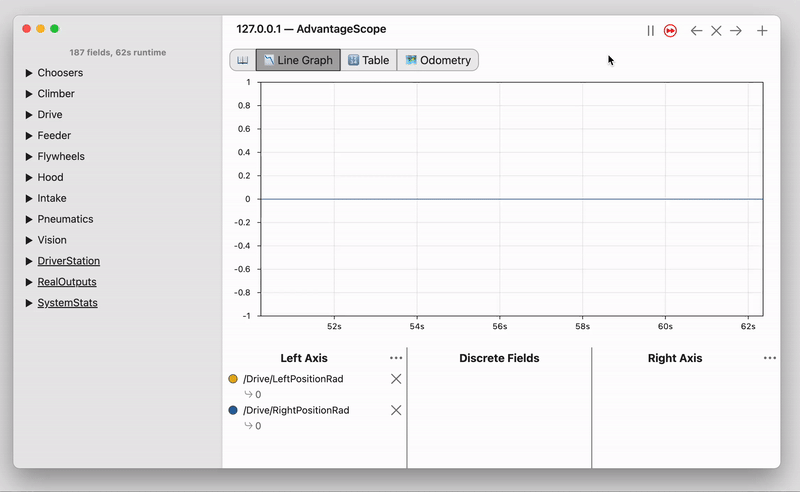 127.0.0.1 — AdvantageScope
187 fields, 62s runtime
Choosers
Climber
Drive
Feeder
Flywheels
Hood
Intake
Pneumatics
Vision
DriverStation
RealOutputs
SystemStats
Line Graph
Table
Odometry
1
0.8
0.6
0.4
0.2
0
-0.2
-0.4
-0.6
-0.8
-1
52s 54s 56s 58s 60s 62s
Left Axis
/Drive/LeftPositionRad
0
/Drive/RightPositionRad
0
Discrete Fields
Right Axis